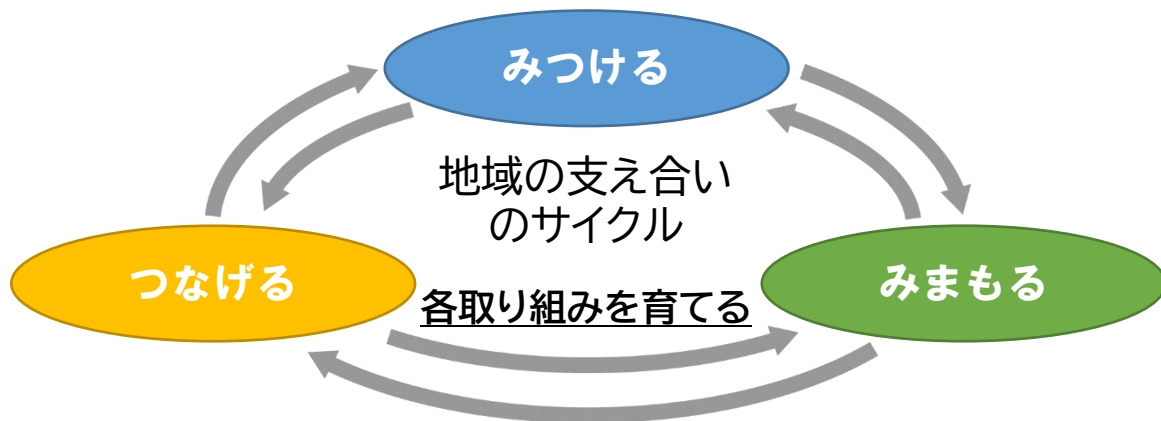 みつける
地域の支え合い
のサイクル
つなげる
みまもる
各取り組みを育てる